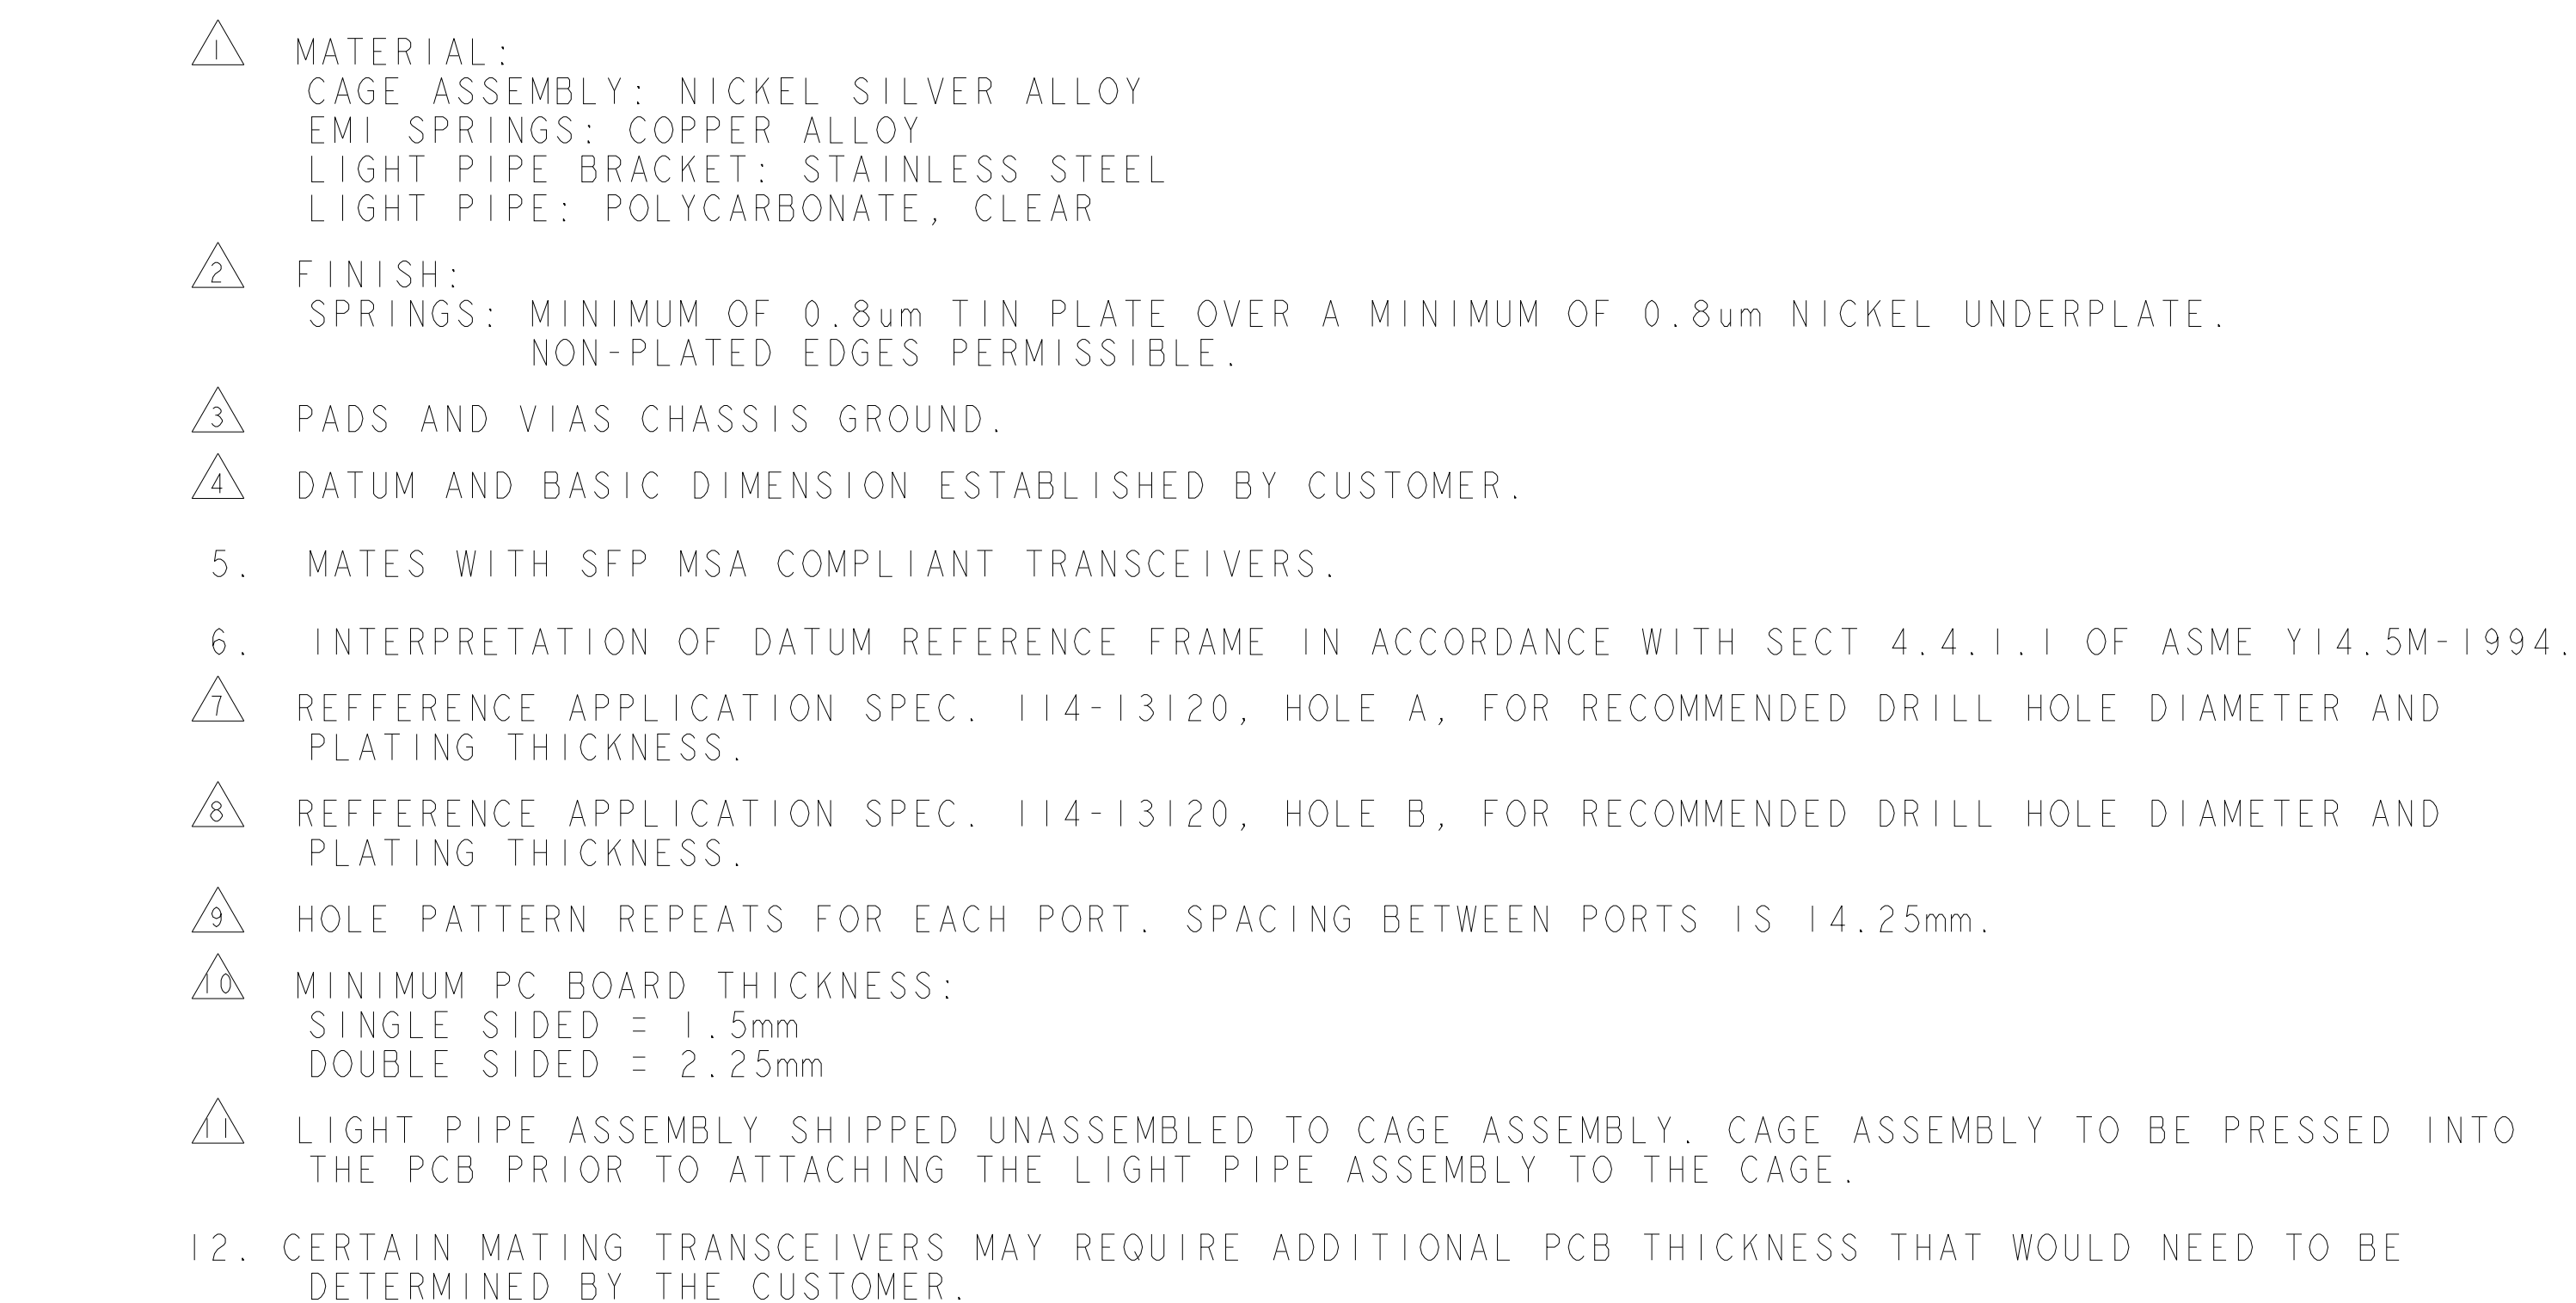 1 MATERIAL:
CAGE ASSEMBLY: NICKEL SILVER ALLOY
EMI SPRINGS: COPPER ALLOY
LIGHT PIPE BRACKET: STAINLESS STEEL
LIGHT PIPE: POLYCARBONATE, CLEAR
2 FINISH:
SPRINGS: MINIMUM OF 0.8um TIN PLATE OVER A MINIMUM OF 0.8um NICKEL UNDERPLATE.
NON-PLATED EDGES PERMISSIBLE.
3 PADS AND VIAS CHASSIS GROUND.
4 DATUM AND BASIC DIMENSION ESTABLISHED BY CUSTOMER.
5. MATES WITH SFP MSA COMPLIANT TRANSCEIVERS.
6. INTERPRETATION OF DATUM REFERENCE FRAME IN ACCORDANCE WITH SECT 4.4.1.1 OF ASME Y14.5M-1994.
7 REFFERENCE APPLICATION SPEC. 114-13120, HOLE A, FOR RECOMMENDED DRILL HOLE DIAMETER AND
PLATING THICKNESS.
8 REFFERENCE APPLICATION SPEC. 114-13120, HOLE B, FOR RECOMMENDED DRILL HOLE DIAMETER AND
PLATING THICKNESS.
9 HOLE PATTERN REPEATS FOR EACH PORT. SPACING BETWEEN PORTS IS 14.25mm.
10 MINIMUM PC BOARD THICKNESS:
SINGLE SIDED = 1.5mm
DOUBLE SIDED = 2.25mm
11 LIGHT PIPE ASSEMBLY SHIPPED UNASSEMBLED TO CAGE ASSEMBLY. CAGE ASSEMBLY TO BE PRESSED INTO
THE PCB PRIOR TO ATTACHING THE LIGHT PIPE ASSEMBLY TO THE CAGE.
12. CERTAIN MATING TRANSCEIVERS MAY REQUIRE ADDITIONAL PCB THICKNESS THAT WOULD NEED TO BE
DETERMINED BY THE CUSTOMER.